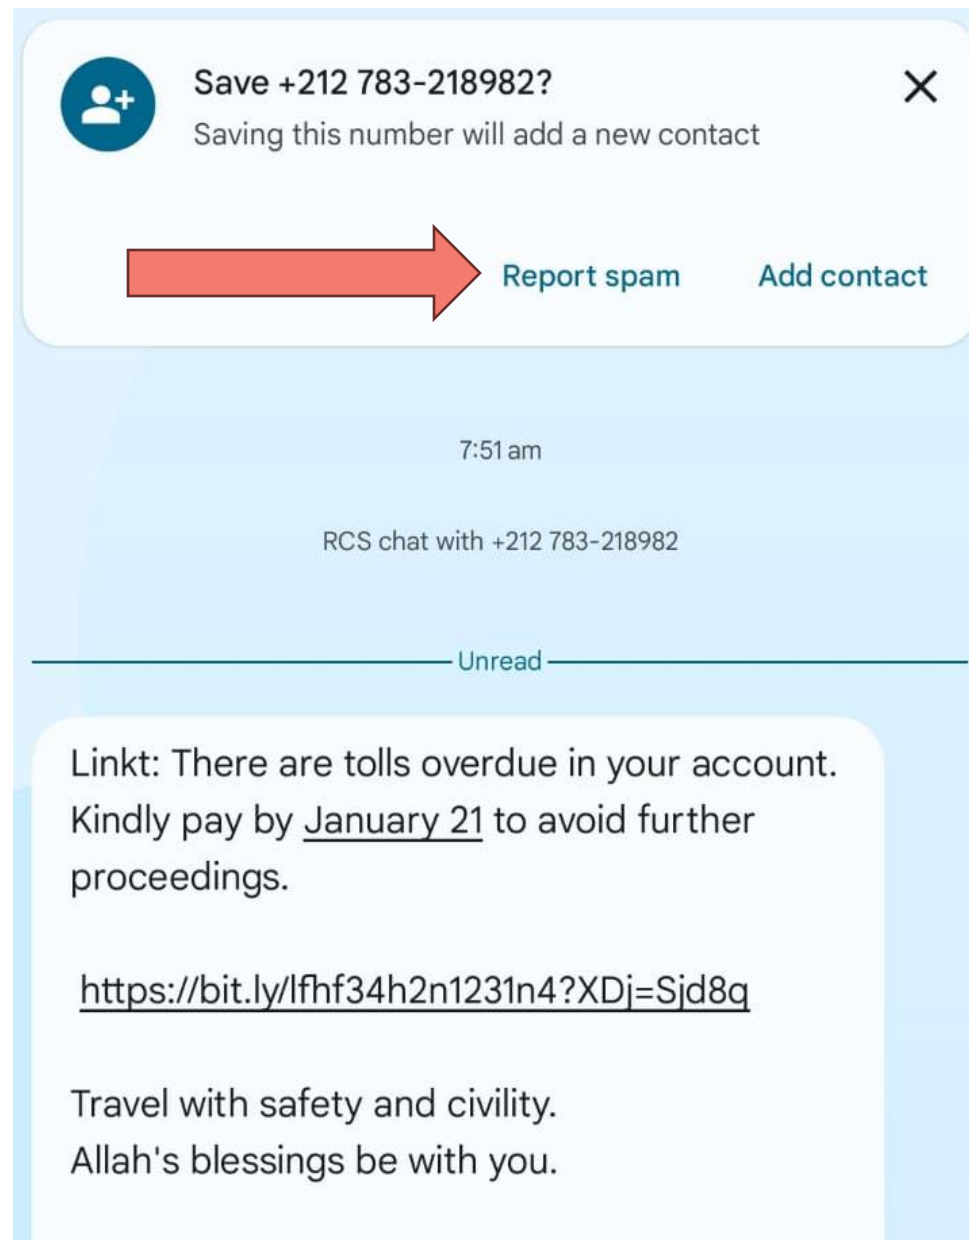 Save +212 783-218982?
Saving this number will add a new contact
Report spam
Add contact
7:51 am
RCS chat with +212 783-218982
Unread
Linkt: There are tolls overdue in your account.
Kindly pay by January 21 to avoid further
proceedings.
https://bit.ly/lfhf34h2n1231n4?XDj=Sjd8q
Travel with safety and civility.
Allah's blessings be with you.